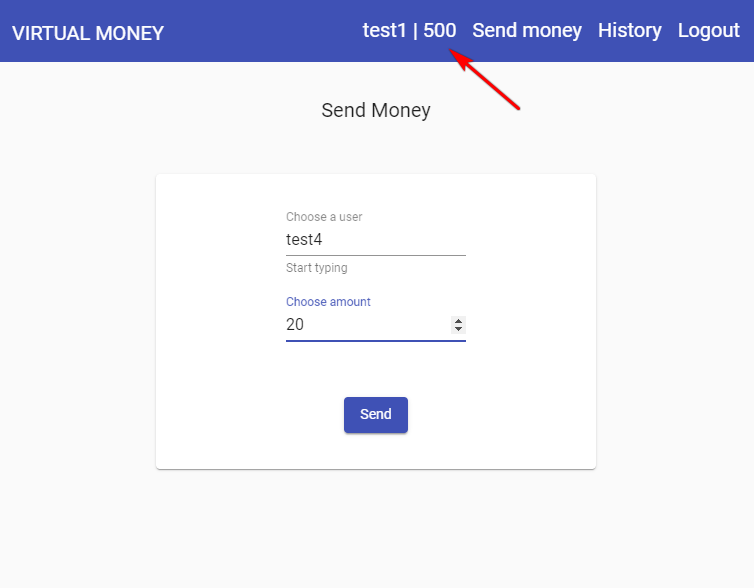 VIRTUAL MONEY
test1 | 500 Send money History Logout
Send Money
Choose a user
test4
Start typing
Choose amount
20
Send